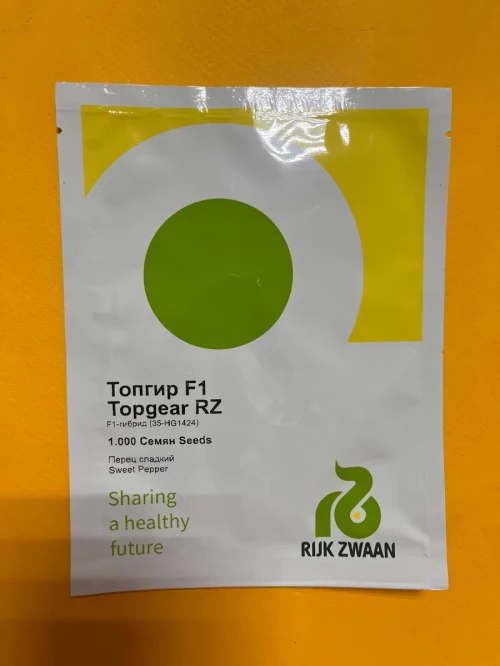 Топгир F1
Topgear RZ
F1-гибрид (35-HG1424)
1.000 Семян Seeds
Перец сладкий
Sweet Pepper
Sharing
a healthy
future
RIJK ZWAAN